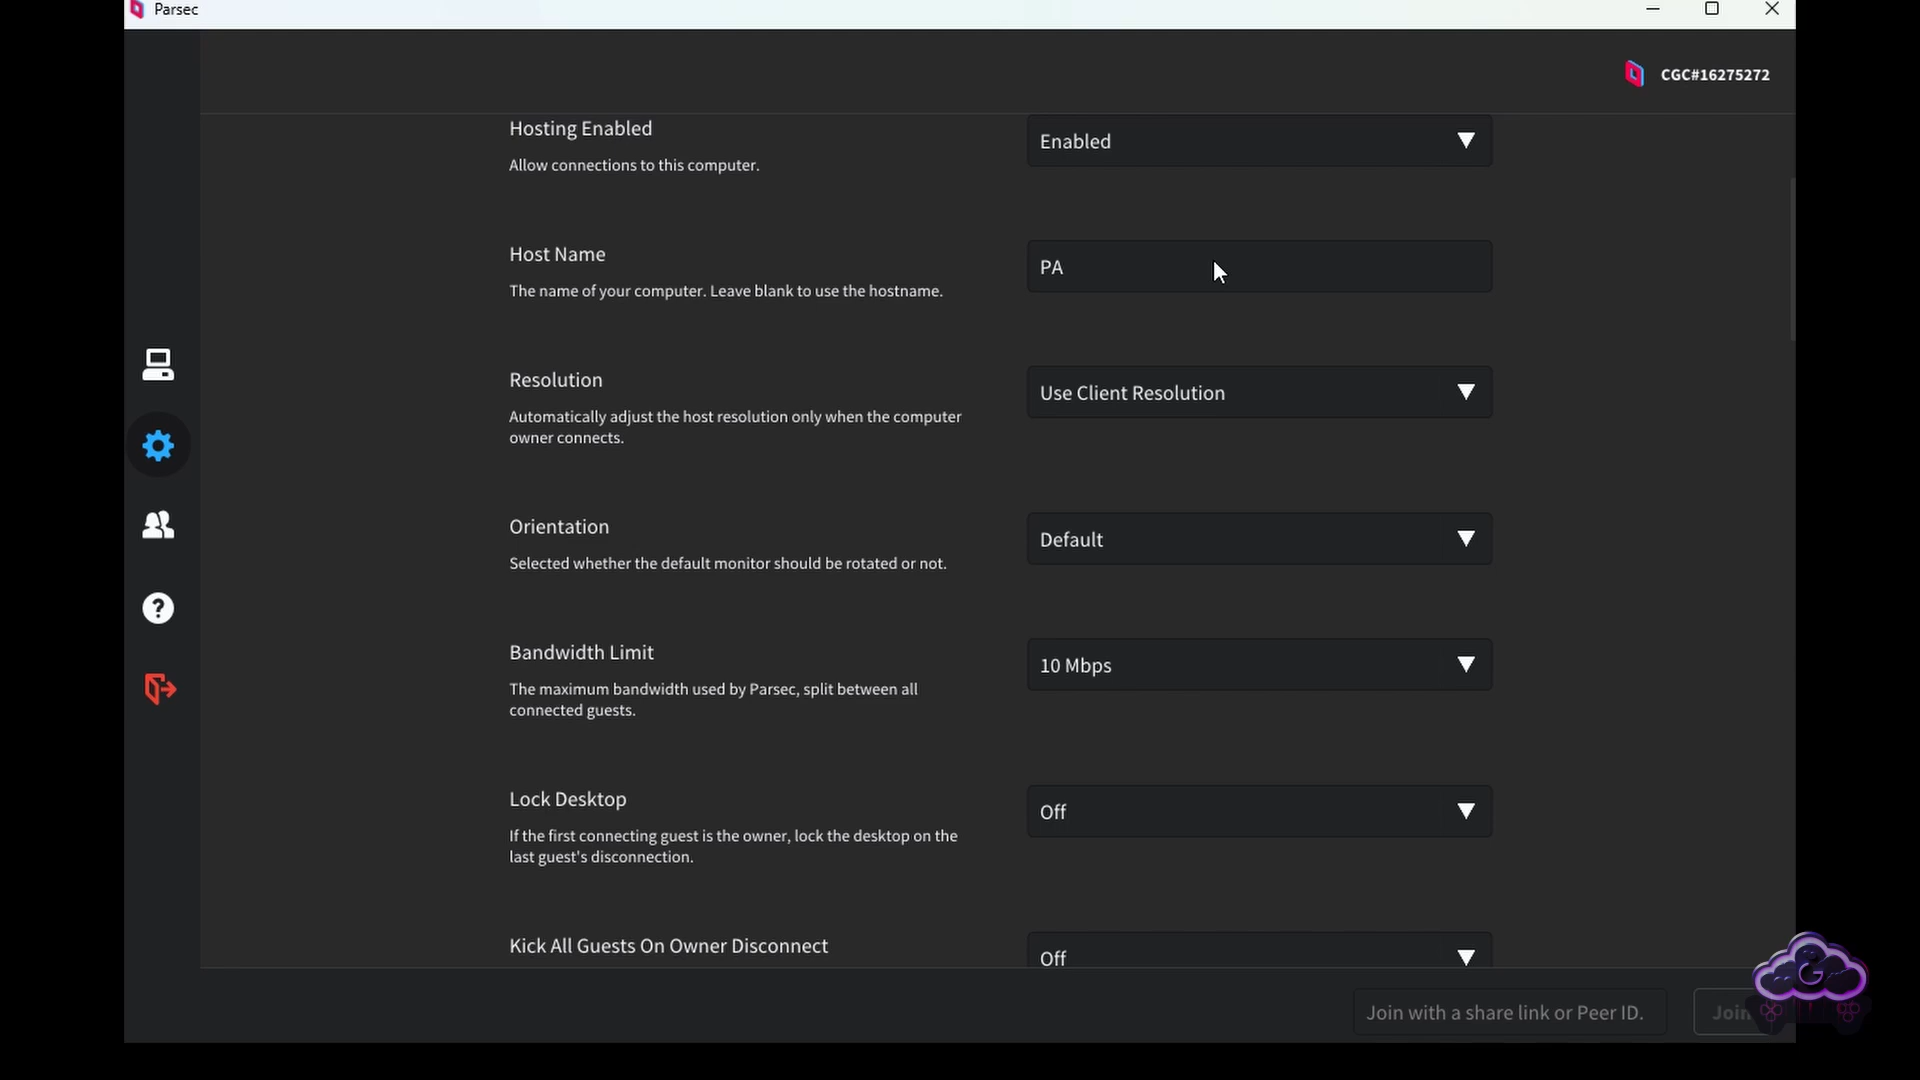 Parsec
CGC#16275272
Hosting Enabled
Enabled
Allow connections to this computer.
Host Name
PA
The name of your computer. Leave blank to use the hostname.
Resolution
Use Client Resolution
Automatically adjust the host resolution only when the computer
owner connects.
Orientation
Default
Selected whether the default monitor should be rotated or not.
Bandwidth Limit
10 Mbps
The maximum bandwidth used by Parsec, split between all
connected guests.
Lock Desktop
Off
If the first connecting guest is the owner, lock the desktop on the
last guest's disconnection.
Kick All Guests On Owner Disconnect
Off
Join with a share link or Peer ID.
Join
G